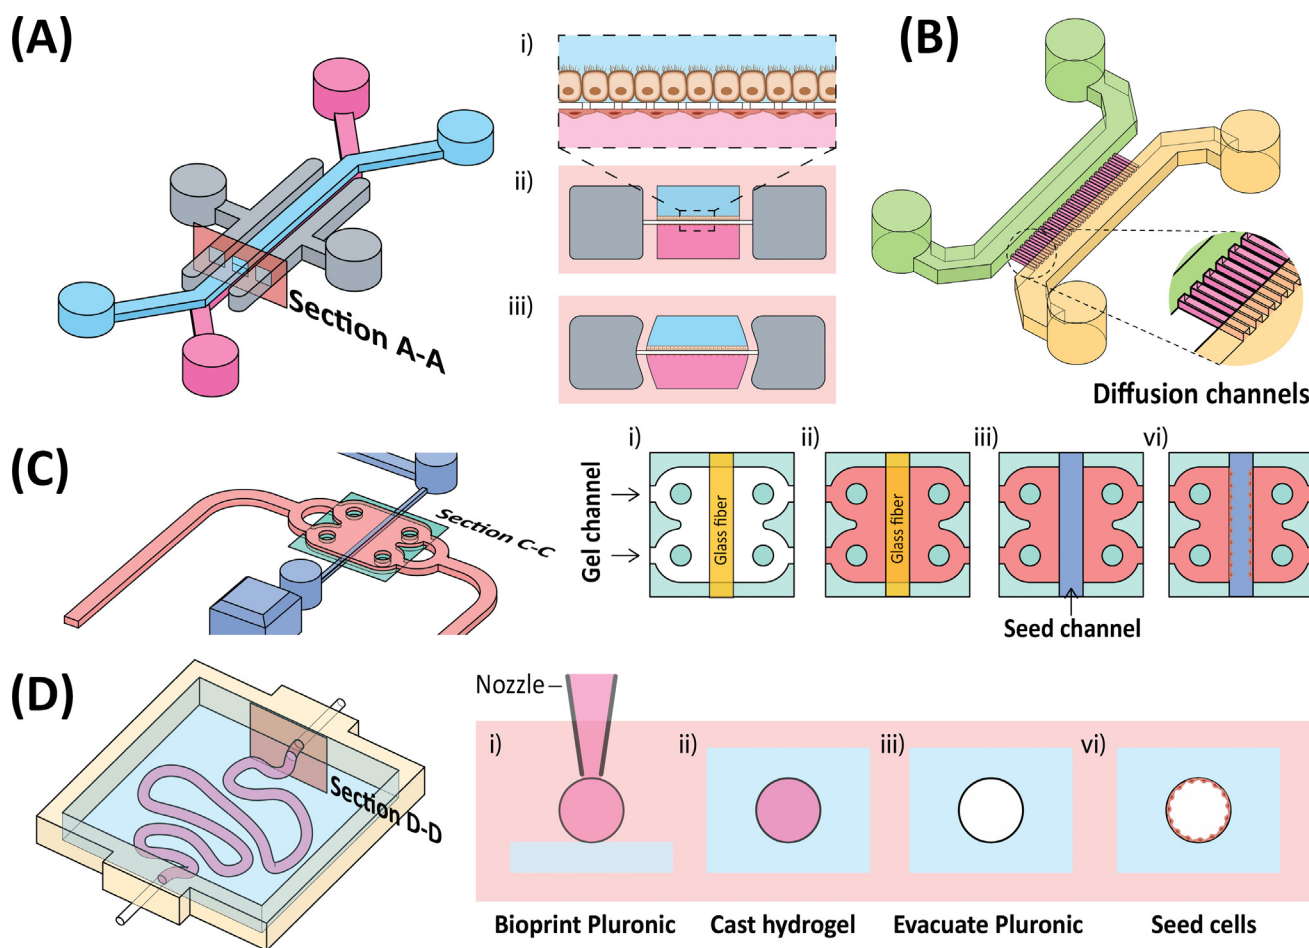 (A)
Section A-A
i)
ii)
iii)
(B)
Diffusion channels
(C)
Section C-C
Gel channel
i)
Glass fiber
ii)
Glass fiber
iii)
vi)
Seed channel
(D)
Section D-D
Nozzle
i)
ii)
iii)
vi)
Bioprint Pluronic
Cast hydrogel
Evacuate Pluronic
Seed cells